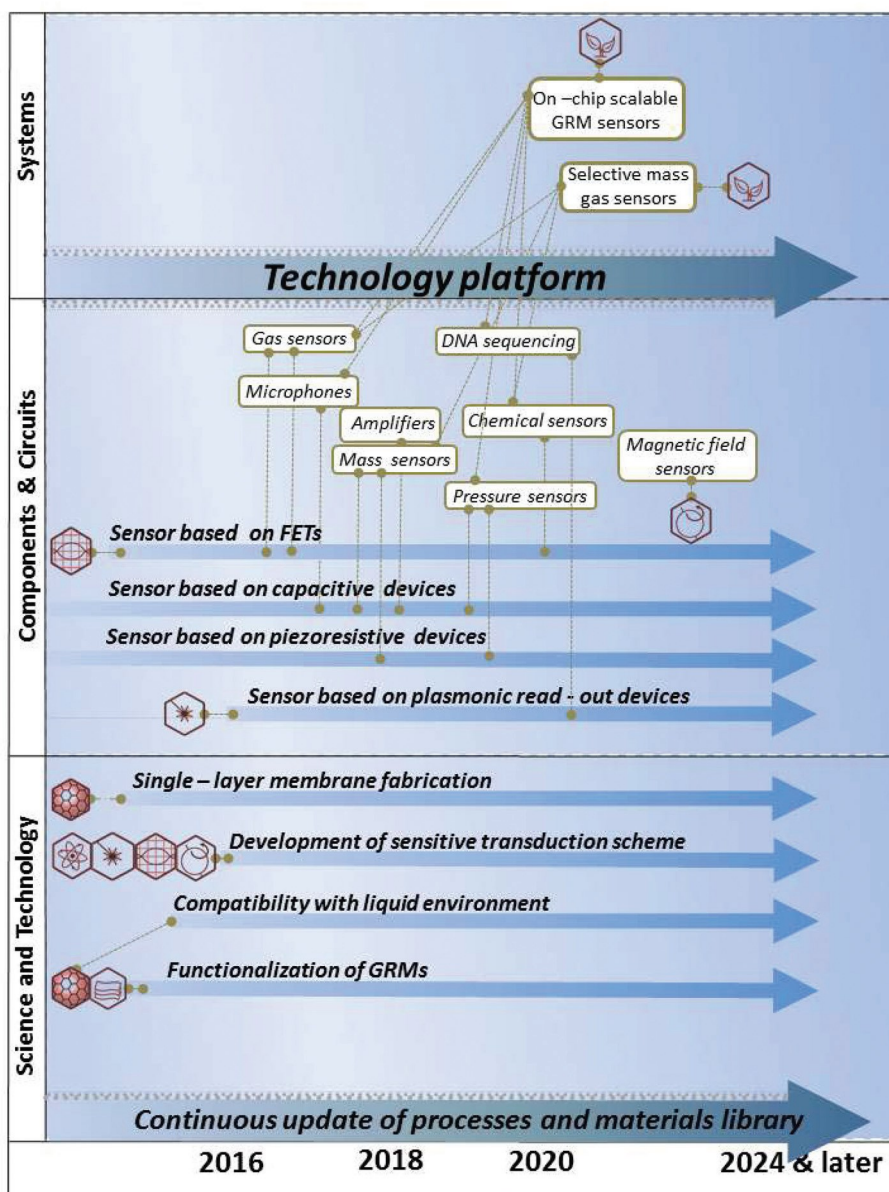 Systems
On –chip scalable
GRM sensors
Selective mass
gas sensors
Technology platform
Components & Circuits
Gas sensors
DNA sequencing
Microphones
Amplifiers
Chemical sensors
Mass sensors
Magnetic field
sensors
Pressure sensors
Sensor based on FETs
Sensor based on capacitive devices
Sensor based on piezoresistive devices
Sensor based on plasmonic read - out devices
Science and Technology
Single – layer membrane fabrication
Development of sensitive transduction scheme
Compatibility with liquid environment
Functionalization of GRMs
Continuous update of processes and materials library
2016 2018 2020 2024 & later